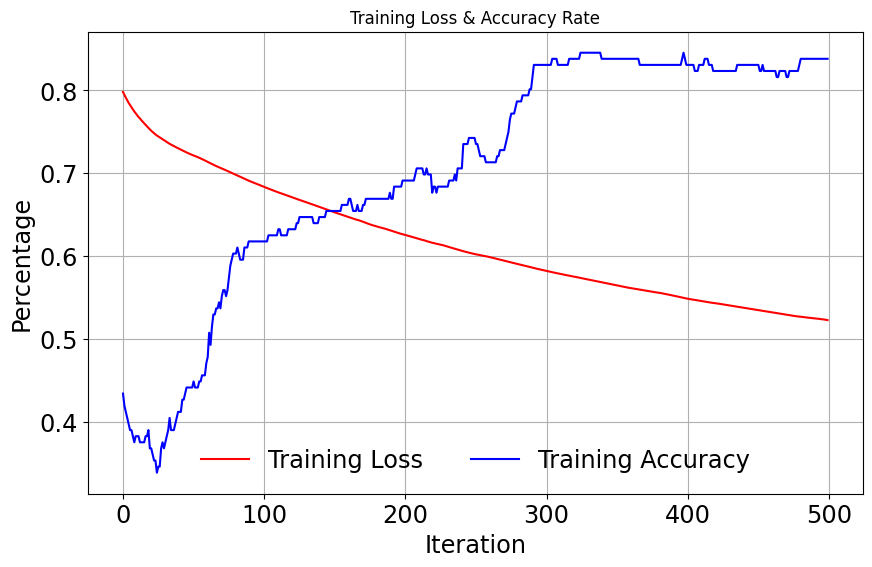 Training Loss & Accuracy Rate
Percentage
0.8
0.7
0.6
0.5
0.4
Training Loss
Training Accuracy
0 100 200 300 400 500
Iteration